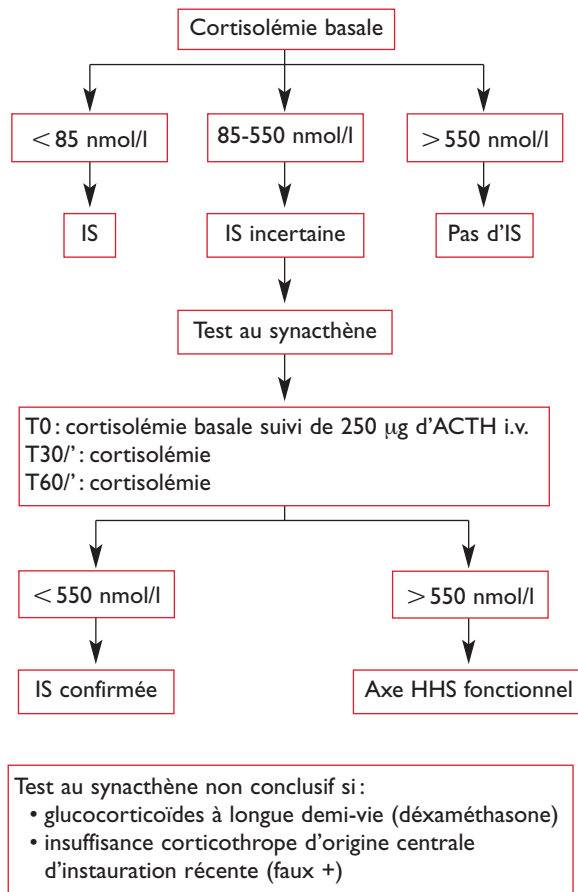 Cortisolémie basale
< 85 nmol/l
85-550 nmol/l
> 550 nmol/l
IS
IS incertaine
Pas d'IS
Test au synacthène
T0 : cortisolémie basale suivi de 250 µg d'ACTH i.v.
T30/' : cortisolémie
T60/' : cortisolémie
< 550 nmol/l
> 550 nmol/l
IS confirmée
Axe HHS fonctionnel
Test au synacthène non conclusif si :
• glucocorticoïdes à longue demi-vie (déxaméthasone)
• insuffisance corticothrope d'origine centrale
d'instauration récente (faux +)